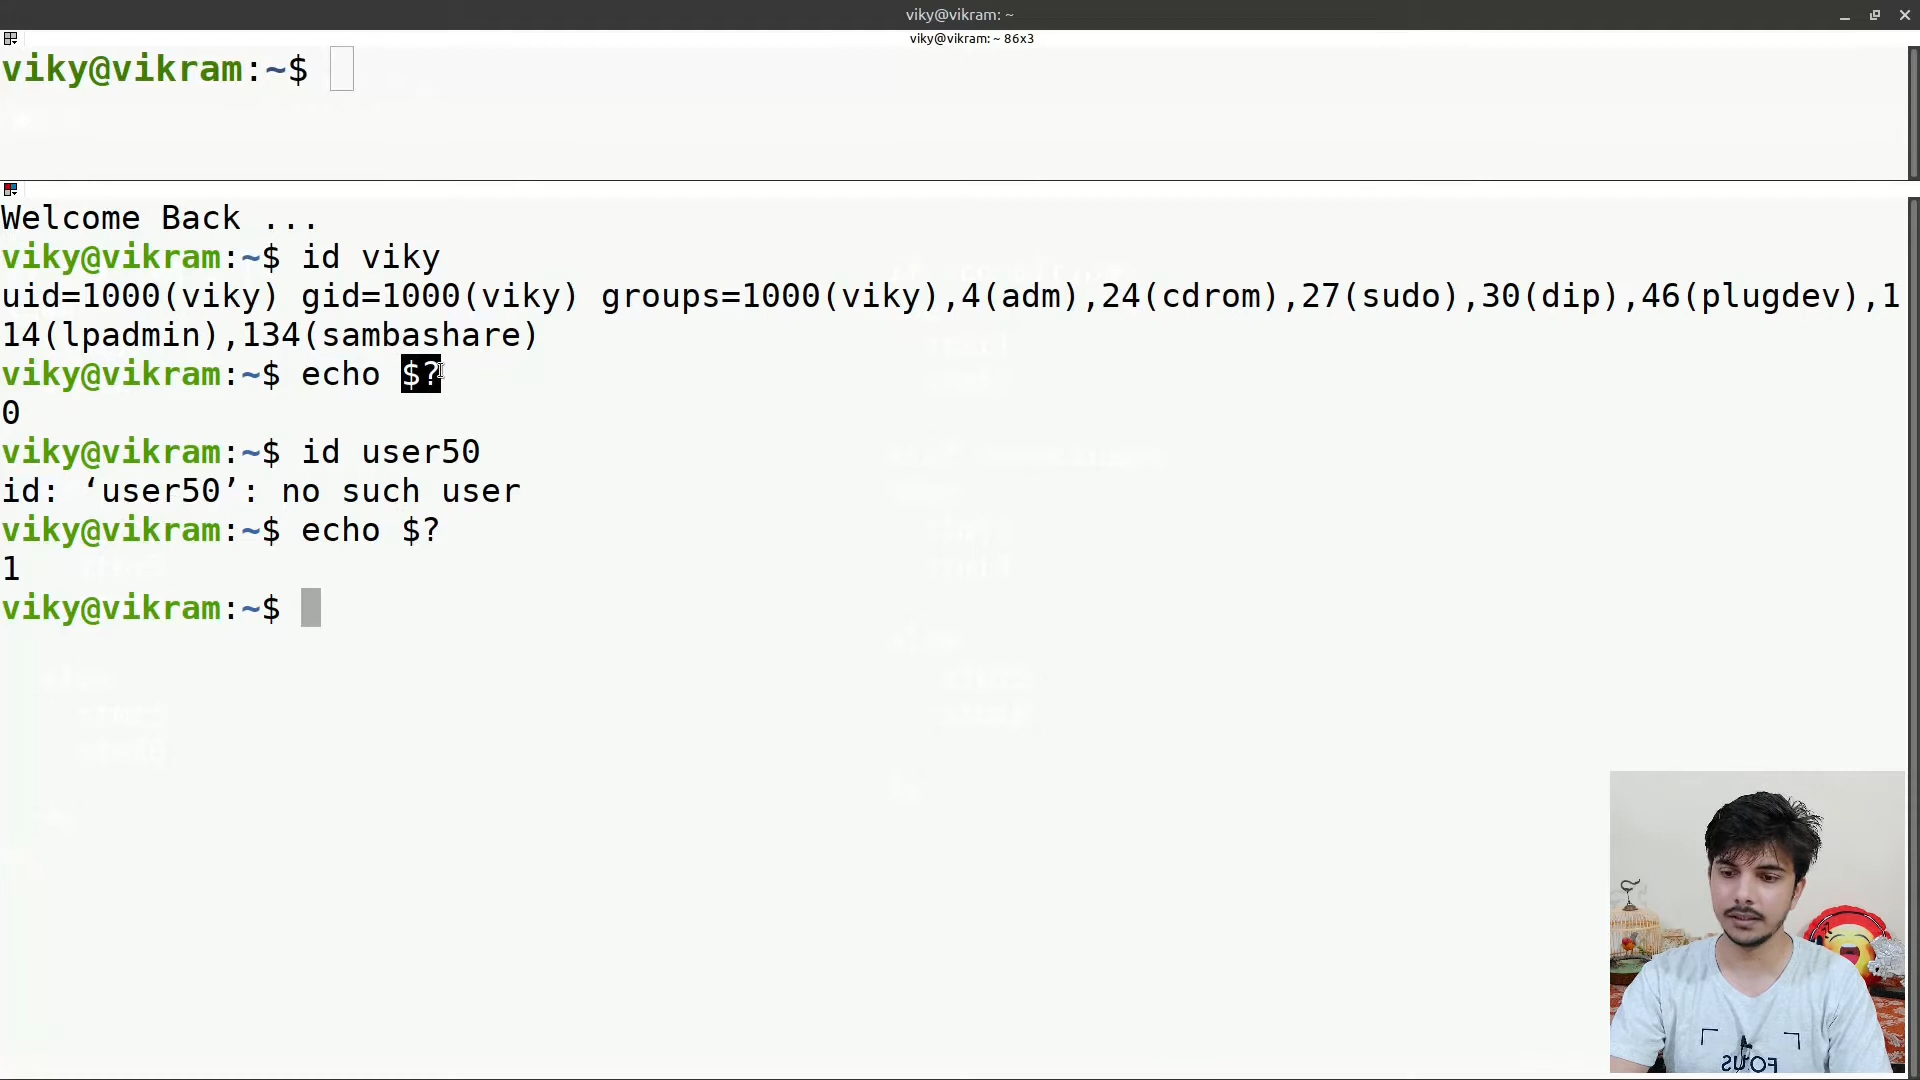 viky@vikram: ~
viky@vikram: ~ 86x3
viky@vikram:~$
Welcome Back ...
viky@vikram:~$ id viky
uid=1000(viky) gid=1000(viky) groups=1000(viky),4(adm),24(cdrom),27(sudo),30(dip),46(plugdev),1
14(lpadmin),134(sambashare)
viky@vikram:~$ echo $?
0
viky@vikram:~$ id user50
id: ‘user50’: no such user
viky@vikram:~$ echo $?
1
viky@vikram:~$